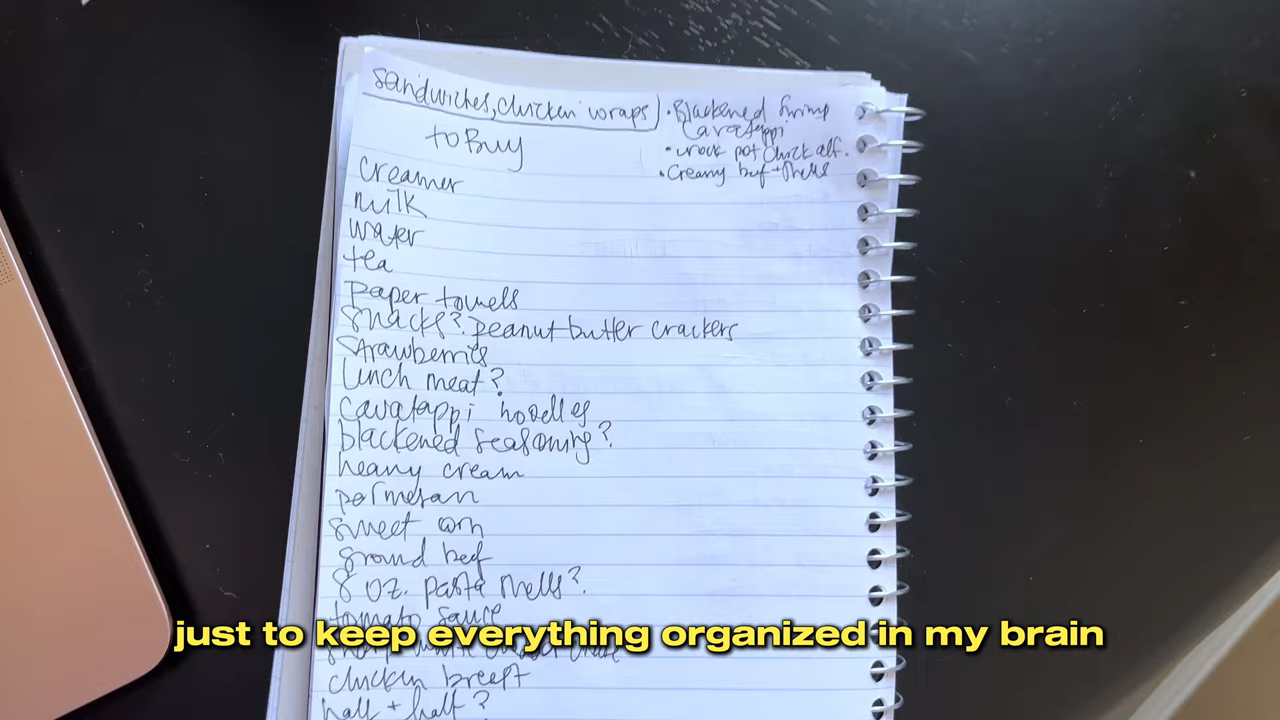 sandwiches, chicken wraps
• Blackened Shrimp
Cavatappi
• crock pot chick alf.
• Creamy beef + shells
to Buy
creamer
milk
water
tea
paper towels
snacks? peanut butter crackers
strawberries
lunch meat?
cavatappi noodles
blackened seasoning?
heavy cream
parmesan
sweet corn
ground beef
8 oz. pasta shells?
tomato sauce
just to keep everything organized in my brain
chicken breast
half + half?